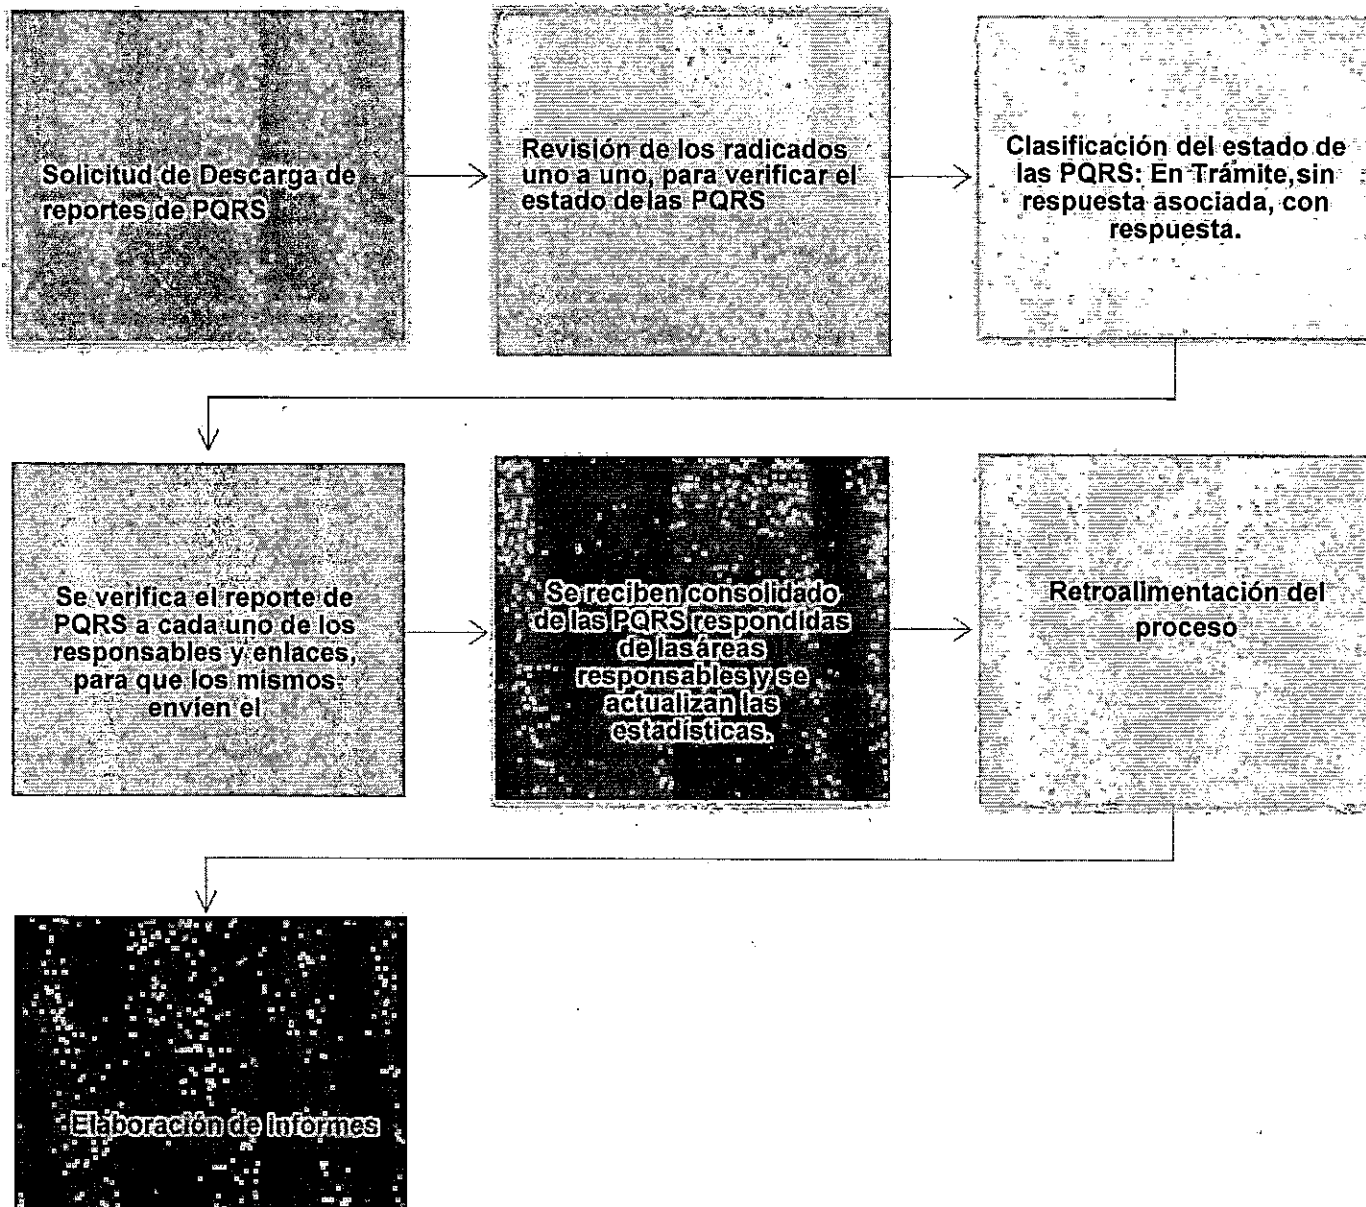 Solicitud de Descarga de
reportes de PQRS
Revisión de los radicados
uno a uno, para verificar el
estado de las PQRS
Clasificación del estado de
las PQRS: En Trámite, sin
respuesta asociada, con
respuesta.
Se verifica el reporte de
PQRS a cada uno de los
responsables y enlaces,
para que los mismos
envíen el
Se reciben consolidado
de las PQRS respondidas
de las áreas
responsables y se
actualizan las
estadísticas.
Retroalimentación del
proceso
Elaboración de informes